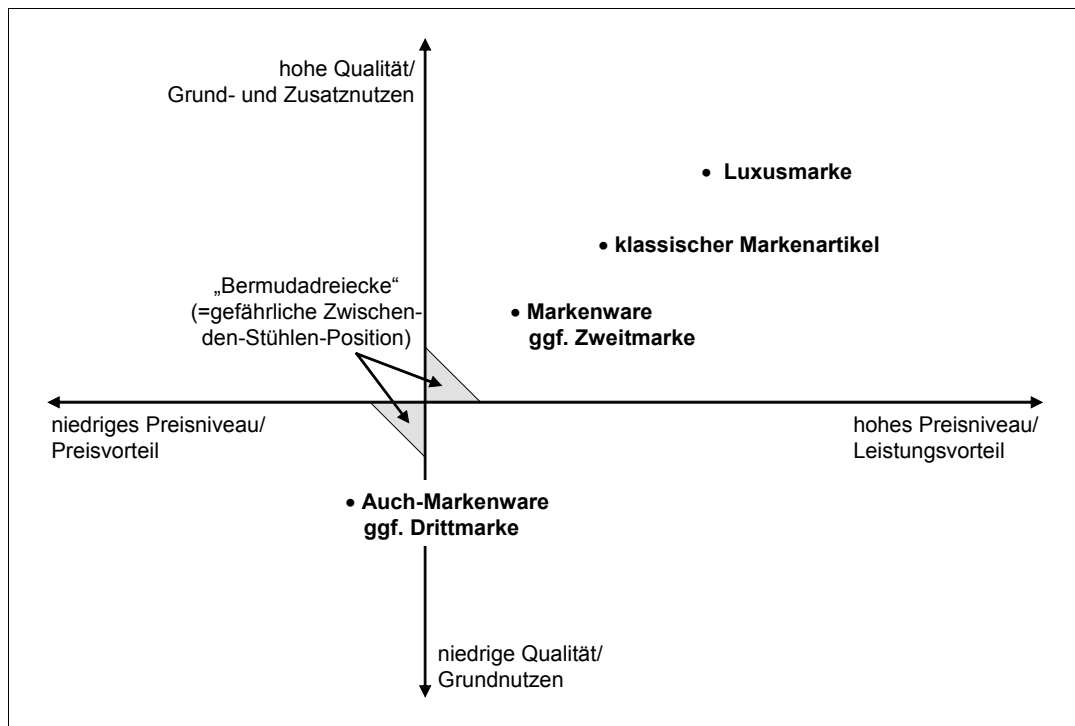 hohe Qualität/
Grund- und Zusatznutzen
• Luxusmarke
• klassischer Markenartikel
„Bermudadreiecke“
(=gefährliche Zwischen-
den-Stühlen-Position)
• Markenware
ggf. Zweitmarke
niedriges Preisniveau/
Preisvorteil
hohes Preisniveau/
Leistungsvorteil
• Auch-Markenware
ggf. Drittmarke
niedrige Qualität/
Grundnutzen